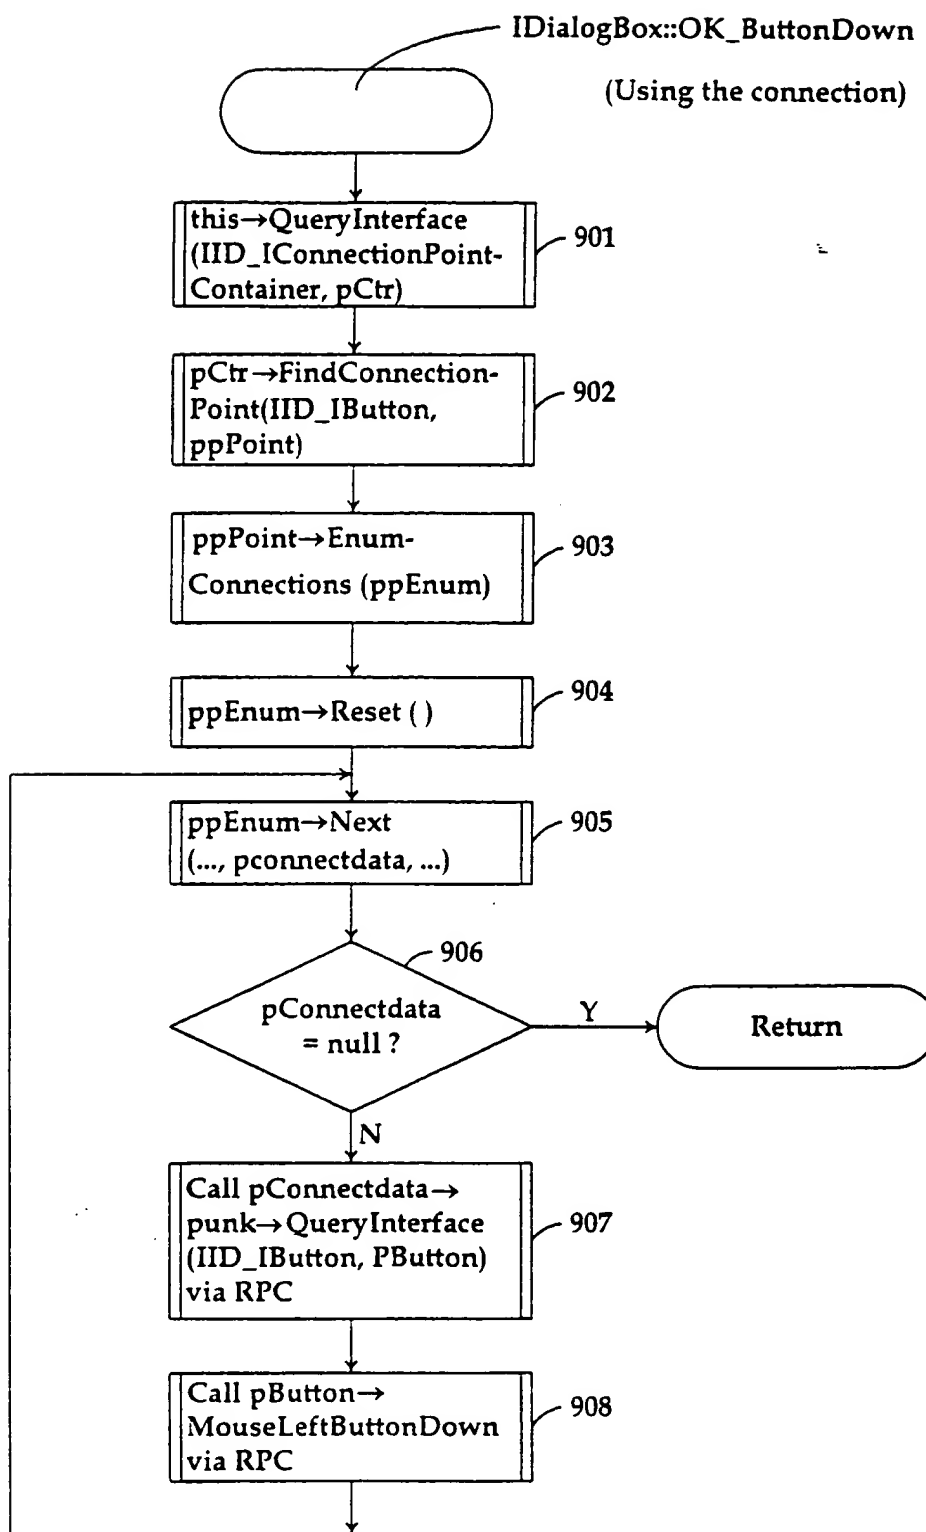 IDialogBox::OK_ButtonDown
(Using the connection)
this→QueryInterface
(IID_IConnectionPoint-
Container, pCtr)
901
pCtr→FindConnection-
Point(IID_IButton,
ppPoint)
902
ppPoint→Enum-
Connections (ppEnum)
903
ppEnum→Reset ( )
904
ppEnum→Next
(..., pconnectdata, ...)
905
906
pConnectdata
= null ?
Y
Return
N
Call pConnectdata→
punk→QueryInterface
(IID_IButton, PButton)
via RPC
907
Call pButton→
MouseLeftButtonDown
via RPC
908